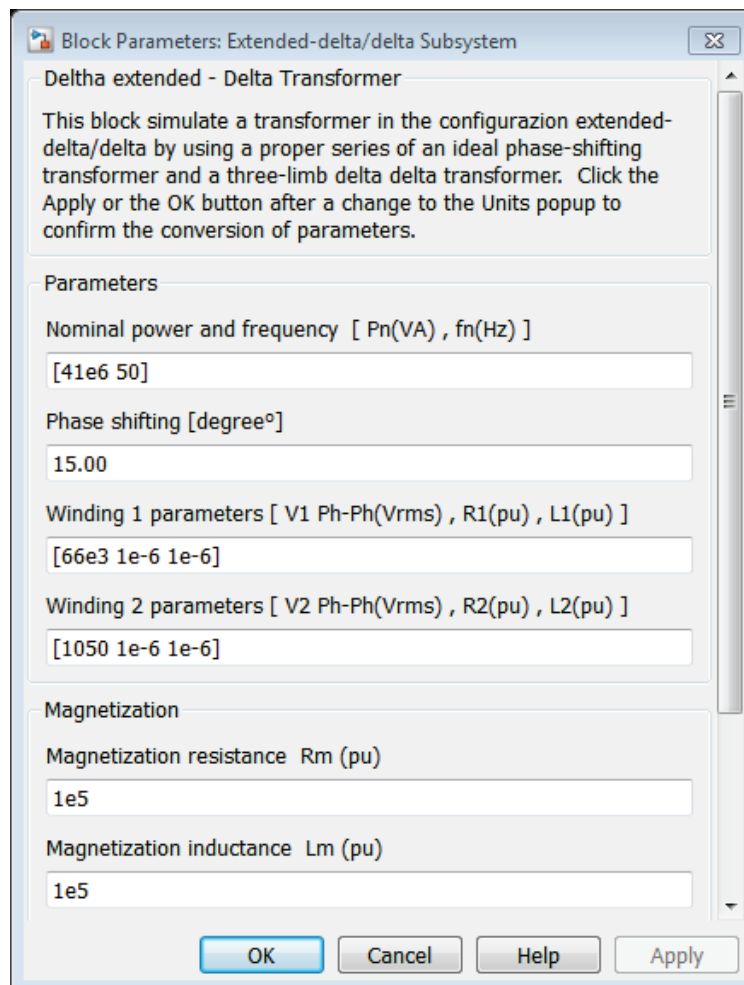 Block Parameters: Extended-delta/delta Subsystem
Deltha extended - Delta Transformer
This block simulate a transformer in the configurazion extended-
delta/delta by using a proper series of an ideal phase-shifting
transformer and a three-limb delta delta transformer. Click the
Apply or the OK button after a change to the Units popup to
confirm the conversion of parameters.
Parameters
Nominal power and frequency [ Pn(VA) , fn(Hz) ]
[41e6 50]
Phase shifting [degree°]
15.00
Winding 1 parameters [ V1 Ph-Ph(Vrms) , R1(pu) , L1(pu) ]
[66e3 1e-6 1e-6]
Winding 2 parameters [ V2 Ph-Ph(Vrms) , R2(pu) , L2(pu) ]
[1050 1e-6 1e-6]
Magnetization
Magnetization resistance Rm (pu)
1e5
Magnetization inductance Lm (pu)
1e5
OK Cancel Help Apply